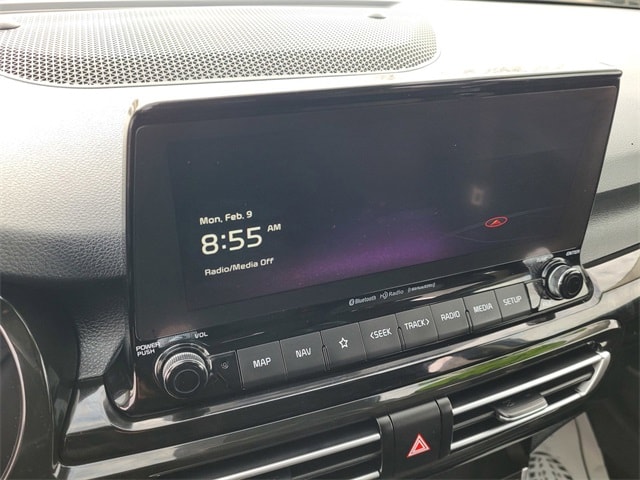 Mon, Feb. 9
8:55 AM
Radio/Media Off
Bluetooth HD Radio ((SiriusXM))
VOL
POWER
PUSH
MAP NAV ☆ <SEEK TRACK> RADIO MEDIA SETUP